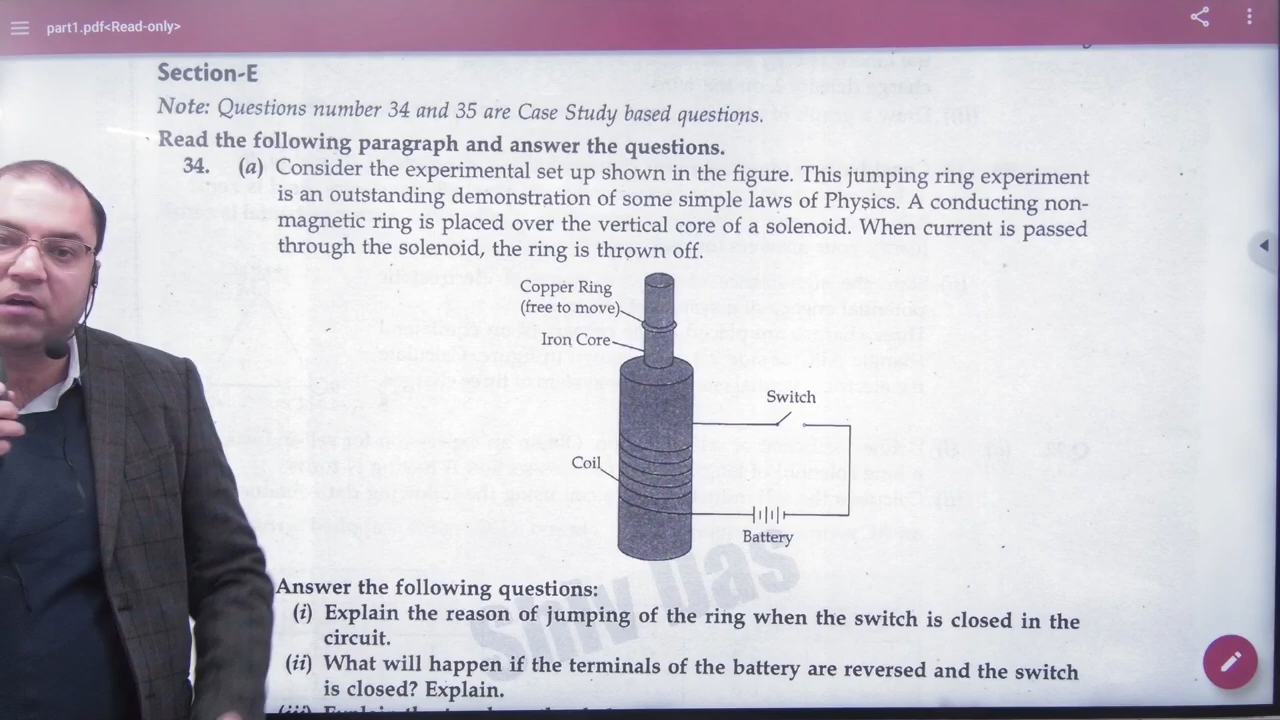 part1.pdf<Read-only>
Section-E
Note: Questions number 34 and 35 are Case Study based questions.
Read the following paragraph and answer the questions.
34. (a) Consider the experimental set up shown in the figure. This jumping ring experiment
is an outstanding demonstration of some simple laws of Physics. A conducting non-
magnetic ring is placed over the vertical core of a solenoid. When current is passed
through the solenoid, the ring is thrown off.
Copper Ring
(free to move)
Iron Core
Switch
Coil
Battery
Shiv Das
Answer the following questions:
(i) Explain the reason of jumping of the ring when the switch is closed in the
circuit.
(ii) What will happen if the terminals of the battery are reversed and the switch
is closed? Explain.
(iii) Explain the